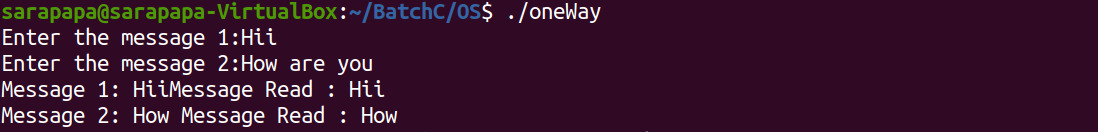 sarapapa@sarapapa-VirtualBox:~/BatchC/OS$ ./oneWay
Enter the message 1:Hii
Enter the message 2:How are you
Message 1: HiiMessage Read : Hii
Message 2: How Message Read : How